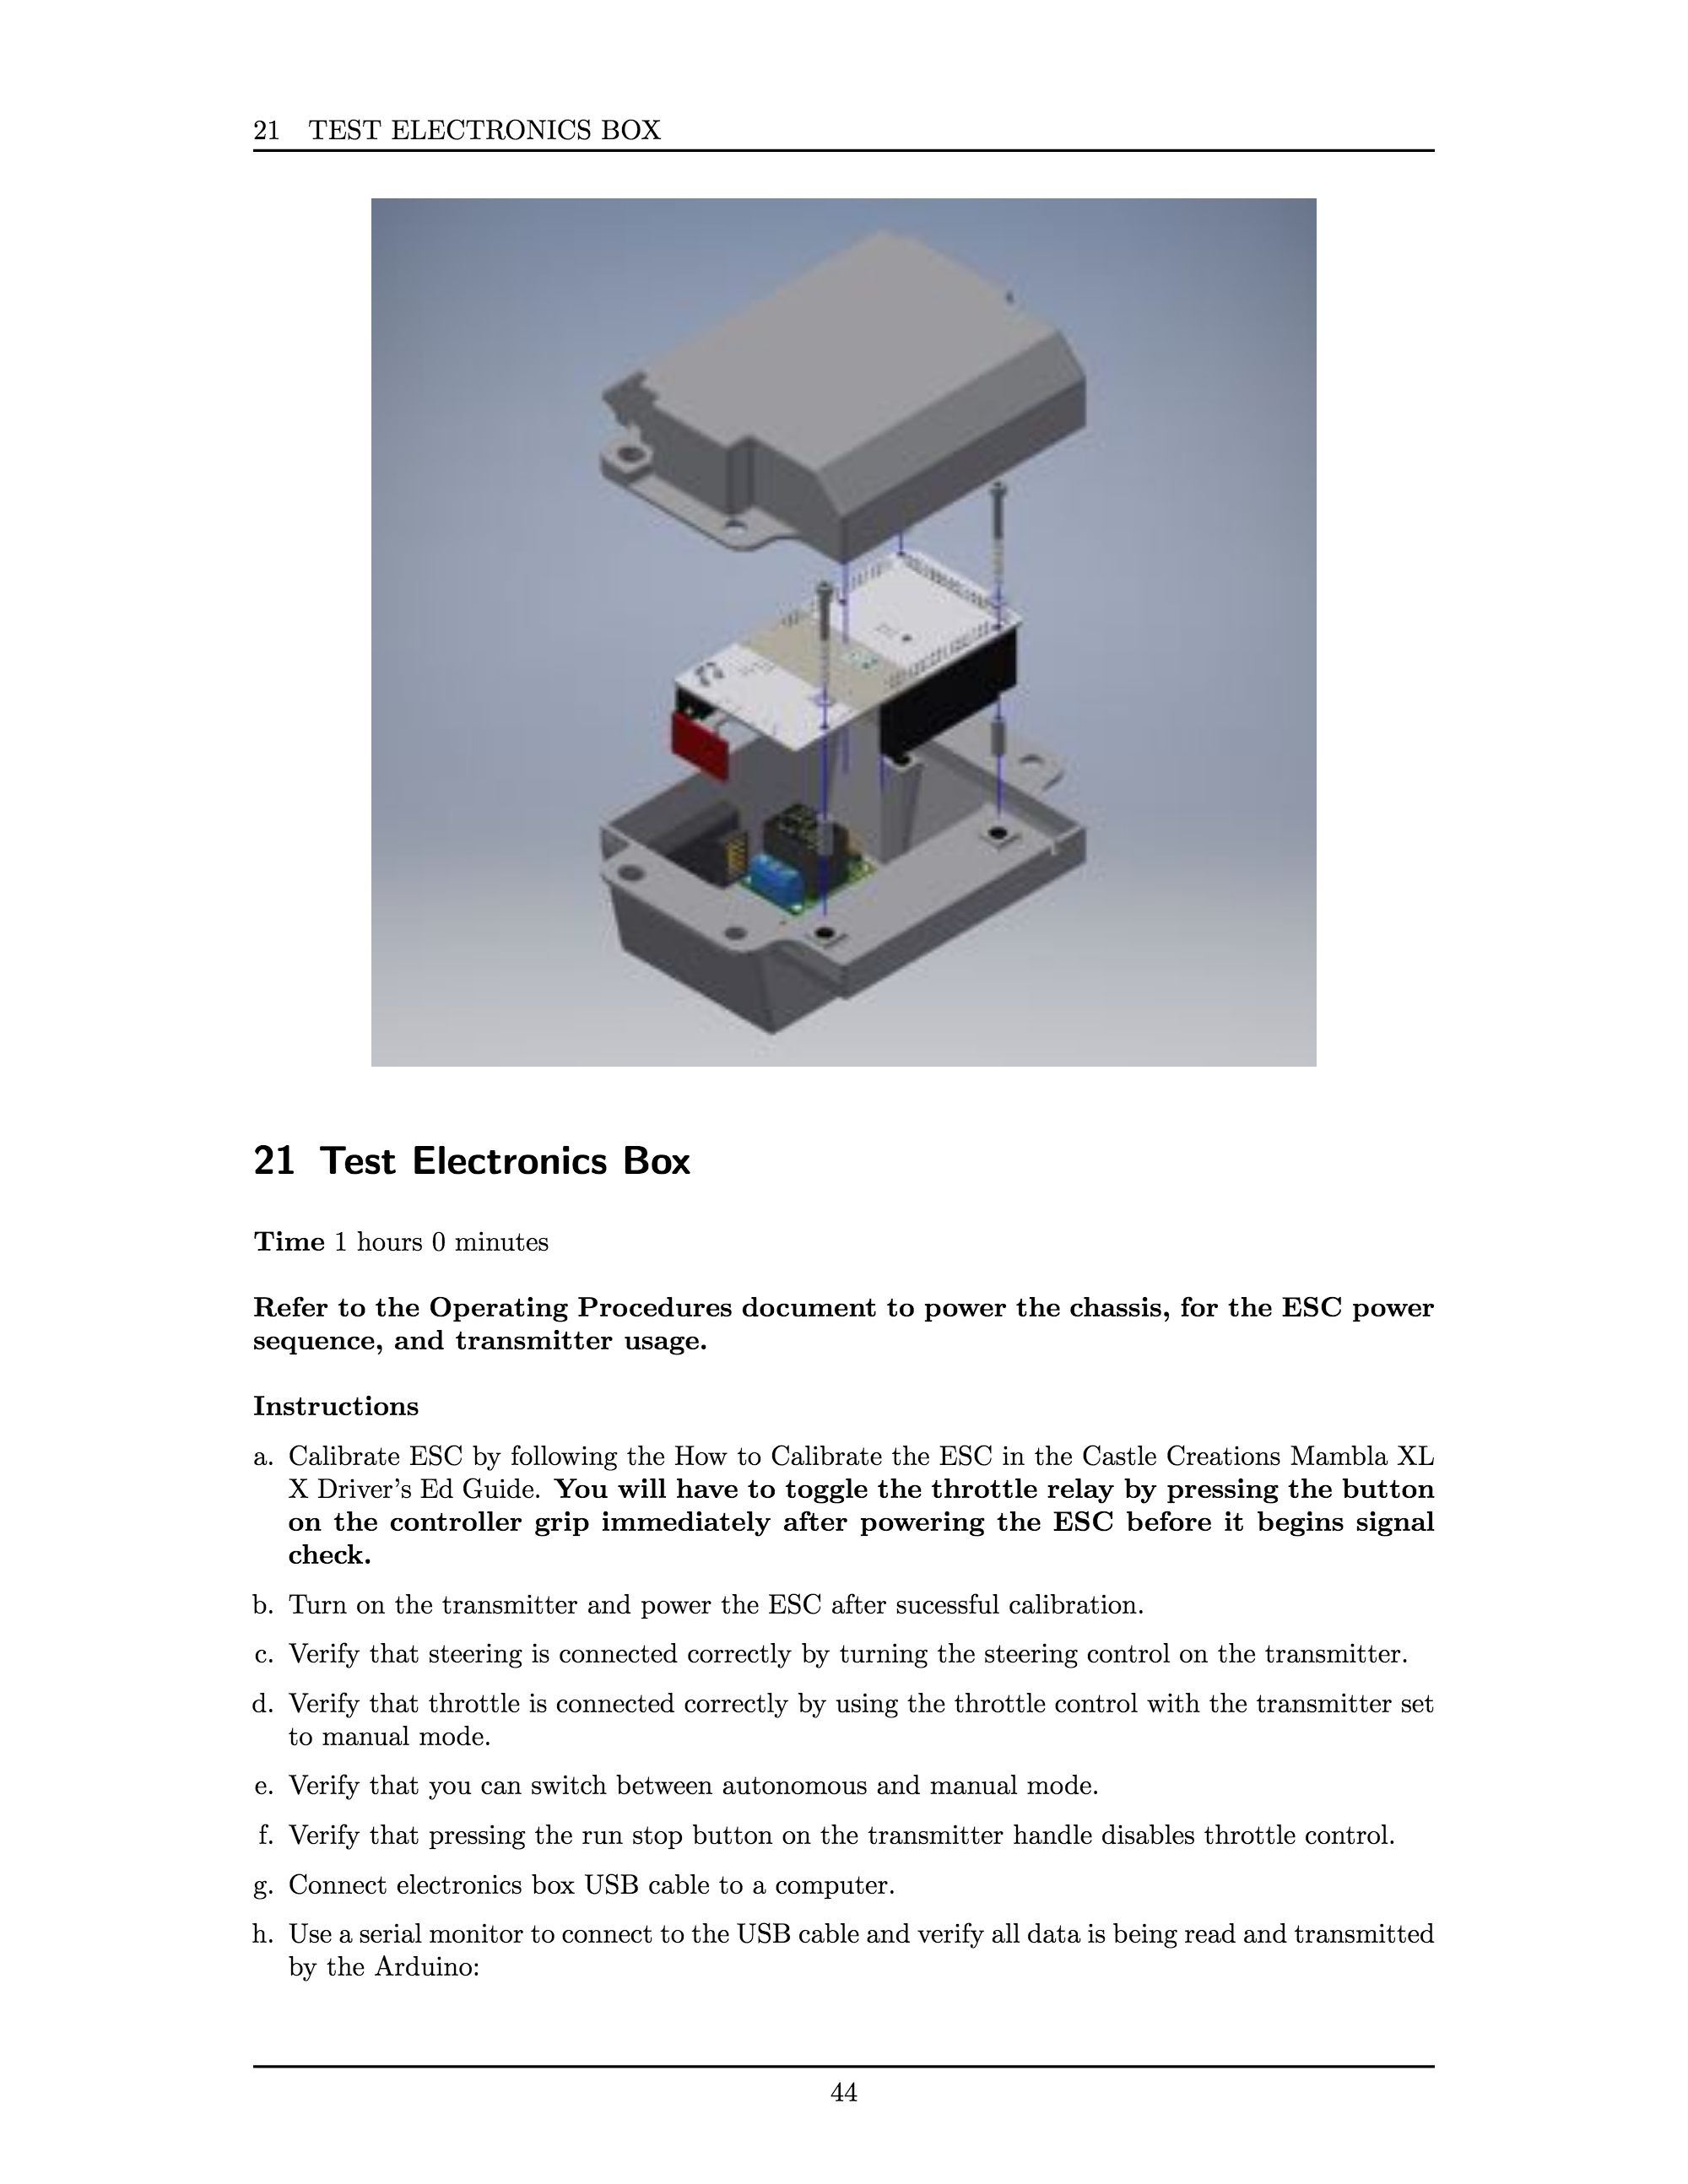 21 TEST ELECTRONICS BOX
21 Test Electronics Box
Time 1 hours 0 minutes
Refer to the Operating Procedures document to power the chassis, for the ESC power
sequence, and transmitter usage.
Instructions
a. Calibrate ESC by following the How to Calibrate the ESC in the Castle Creations Mambla XL
X Driver's Ed Guide. You will have to toggle the throttle relay by pressing the button
on the controller grip immediately after powering the ESC before it begins signal
check.
b. Turn on the transmitter and power the ESC after sucessful calibration.
c. Verify that steering is connected correctly by turning the steering control on the transmitter.
d. Verify that throttle is connected correctly by using the throttle control with the transmitter set
to manual mode.
e. Verify that you can switch between autonomous and manual mode.
f. Verify that pressing the run stop button on the transmitter handle disables throttle control.
g. Connect electronics box USB cable to a computer.
h. Use a serial monitor to connect to the USB cable and verify all data is being read and transmitted
by the Arduino:
44